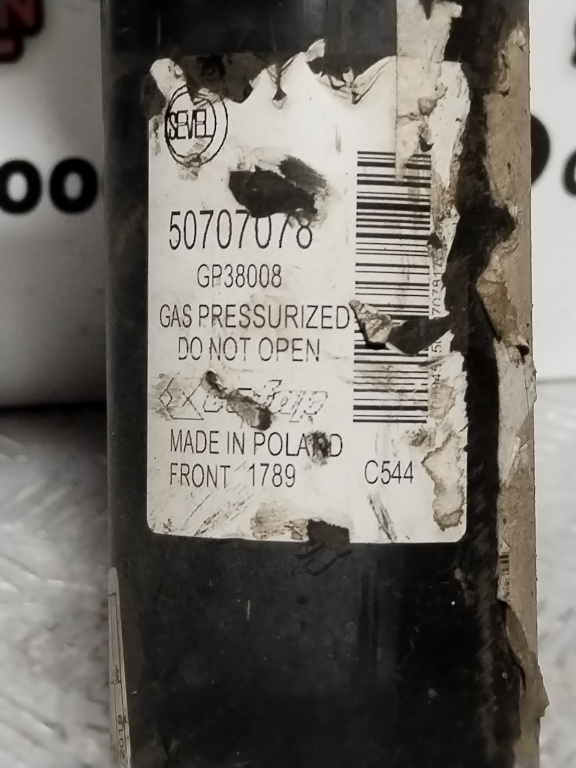 SEVEL
50707078
GP38008
GAS PRESSURIZED
DO NOT OPEN
MADE IN POLAND
FRONT 1789 C544